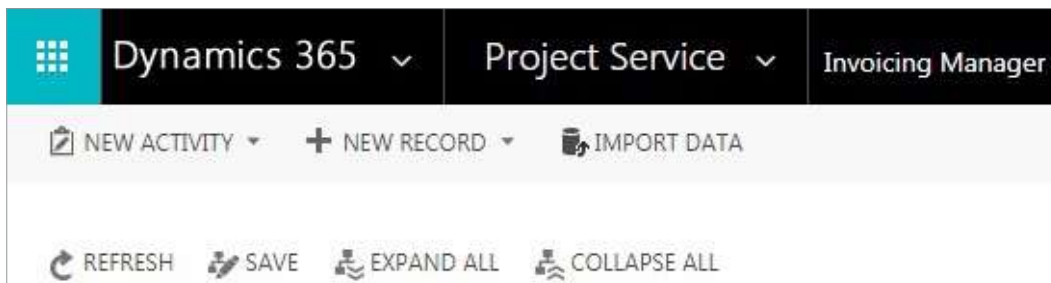 Dynamics 365 Project Service Invoicing Manager
NEW ACTIVITY NEW RECORD IMPORT DATA
REFRESH SAVE EXPAND ALL COLLAPSE ALL